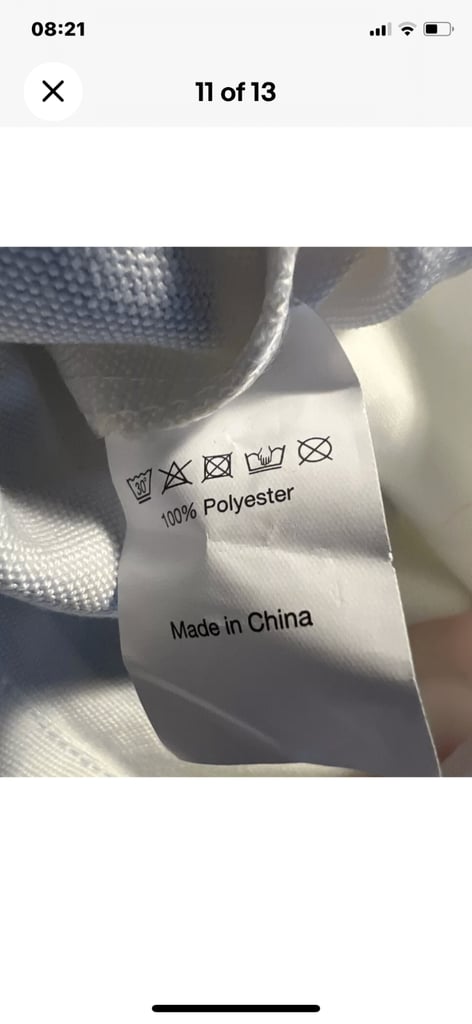 08:21
11 of 13
30°
100% Polyester
Made in China